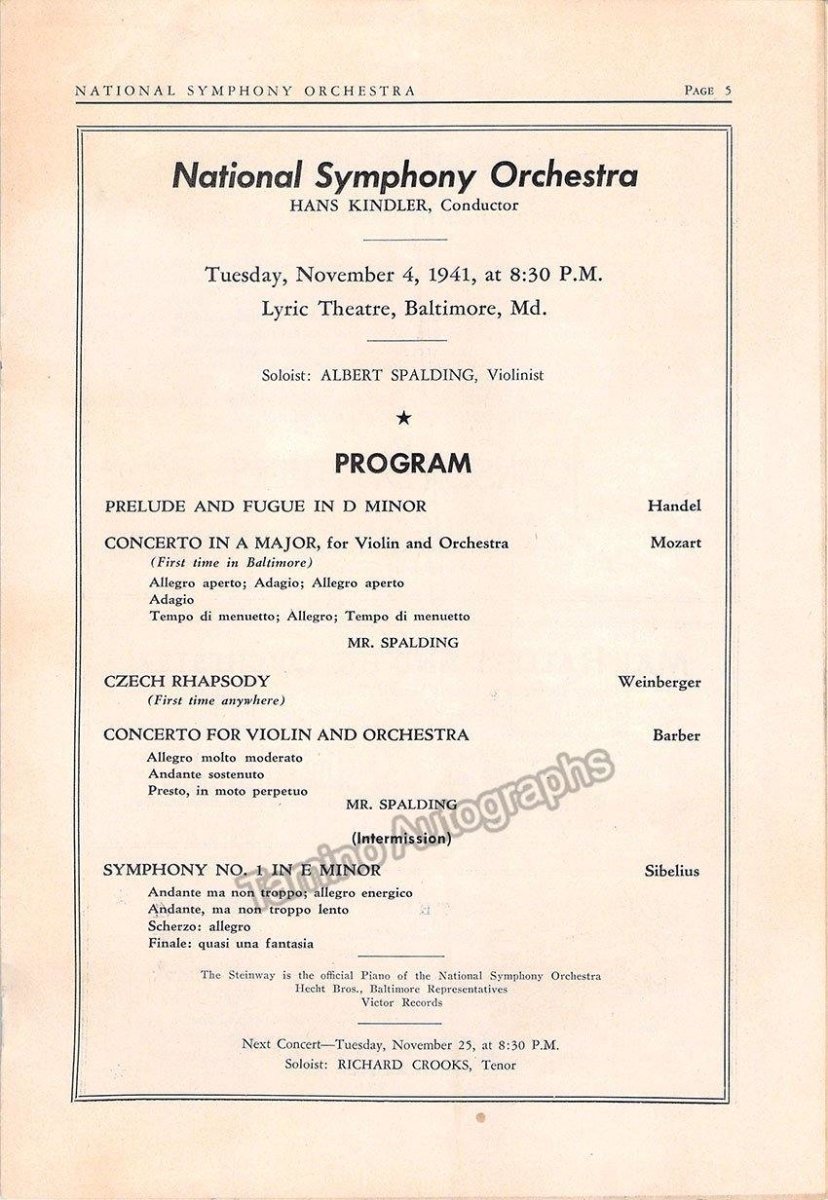 NATIONAL SYMPHONY ORCHESTRA PAGE 5
National Symphony Orchestra
HANS KINDLER, Conductor
Tuesday, November 4, 1941, at 8:30 P.M.
Lyric Theatre, Baltimore, Md.
Soloist: ALBERT SPALDING, Violinist
PROGRAM
PRELUDE AND FUGUE IN D MINOR Handel
CONCERTO IN A MAJOR, for Violin and Orchestra Mozart
(First time in Baltimore)
Allegro aperto; Adagio; Allegro aperto
Adagio
Tempo di menuetto; Allegro; Tempo di menuetto
MR. SPALDING
CZECH RHAPSODY Weinberger
(First time anywhere)
CONCERTO FOR VIOLIN AND ORCHESTRA Barber
Allegro molto moderato
Andante sostenuto
Presto, in moto perpetuo
MR. SPALDING
(Intermission)
SYMPHONY NO. 1 IN E MINOR Sibelius
Andante ma non troppo; allegro energico
Andante, ma non troppo lento
Scherzo: allegro
Finale: quasi una fantasia
The Steinway is the official Piano of the National Symphony Orchestra
Hecht Bros., Baltimore Representatives
Victor Records
Next Concert—Tuesday, November 25, at 8:30 P.M.
Soloist: RICHARD CROOKS, Tenor
Tamino Autographs